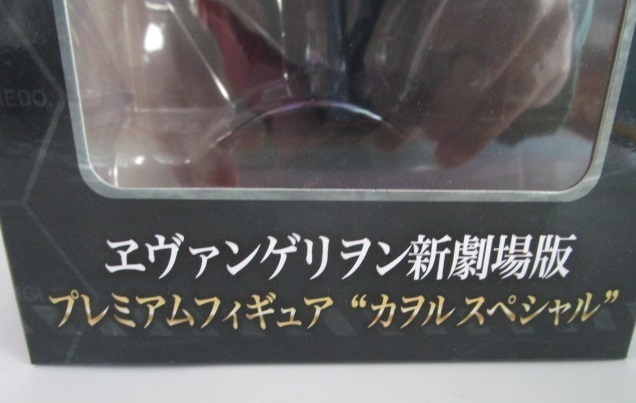 EDO.
ヱヴァンゲリヲン新劇場版
プレミアムフィギュア “カヲル スペシャル”